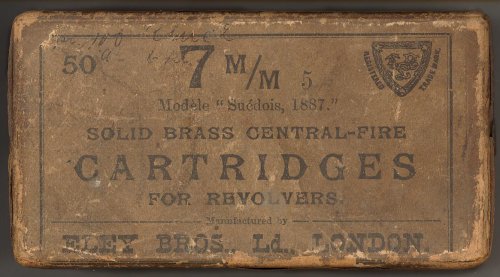 50
7 M/M 5
REGISTERED TRADE MARK
Modèle "Suédois, 1887."
SOLID BRASS CENTRAL-FIRE
CARTRIDGES
FOR REVOLVERS.
Manufactured by
ELEY BROS., Ld., LONDON.